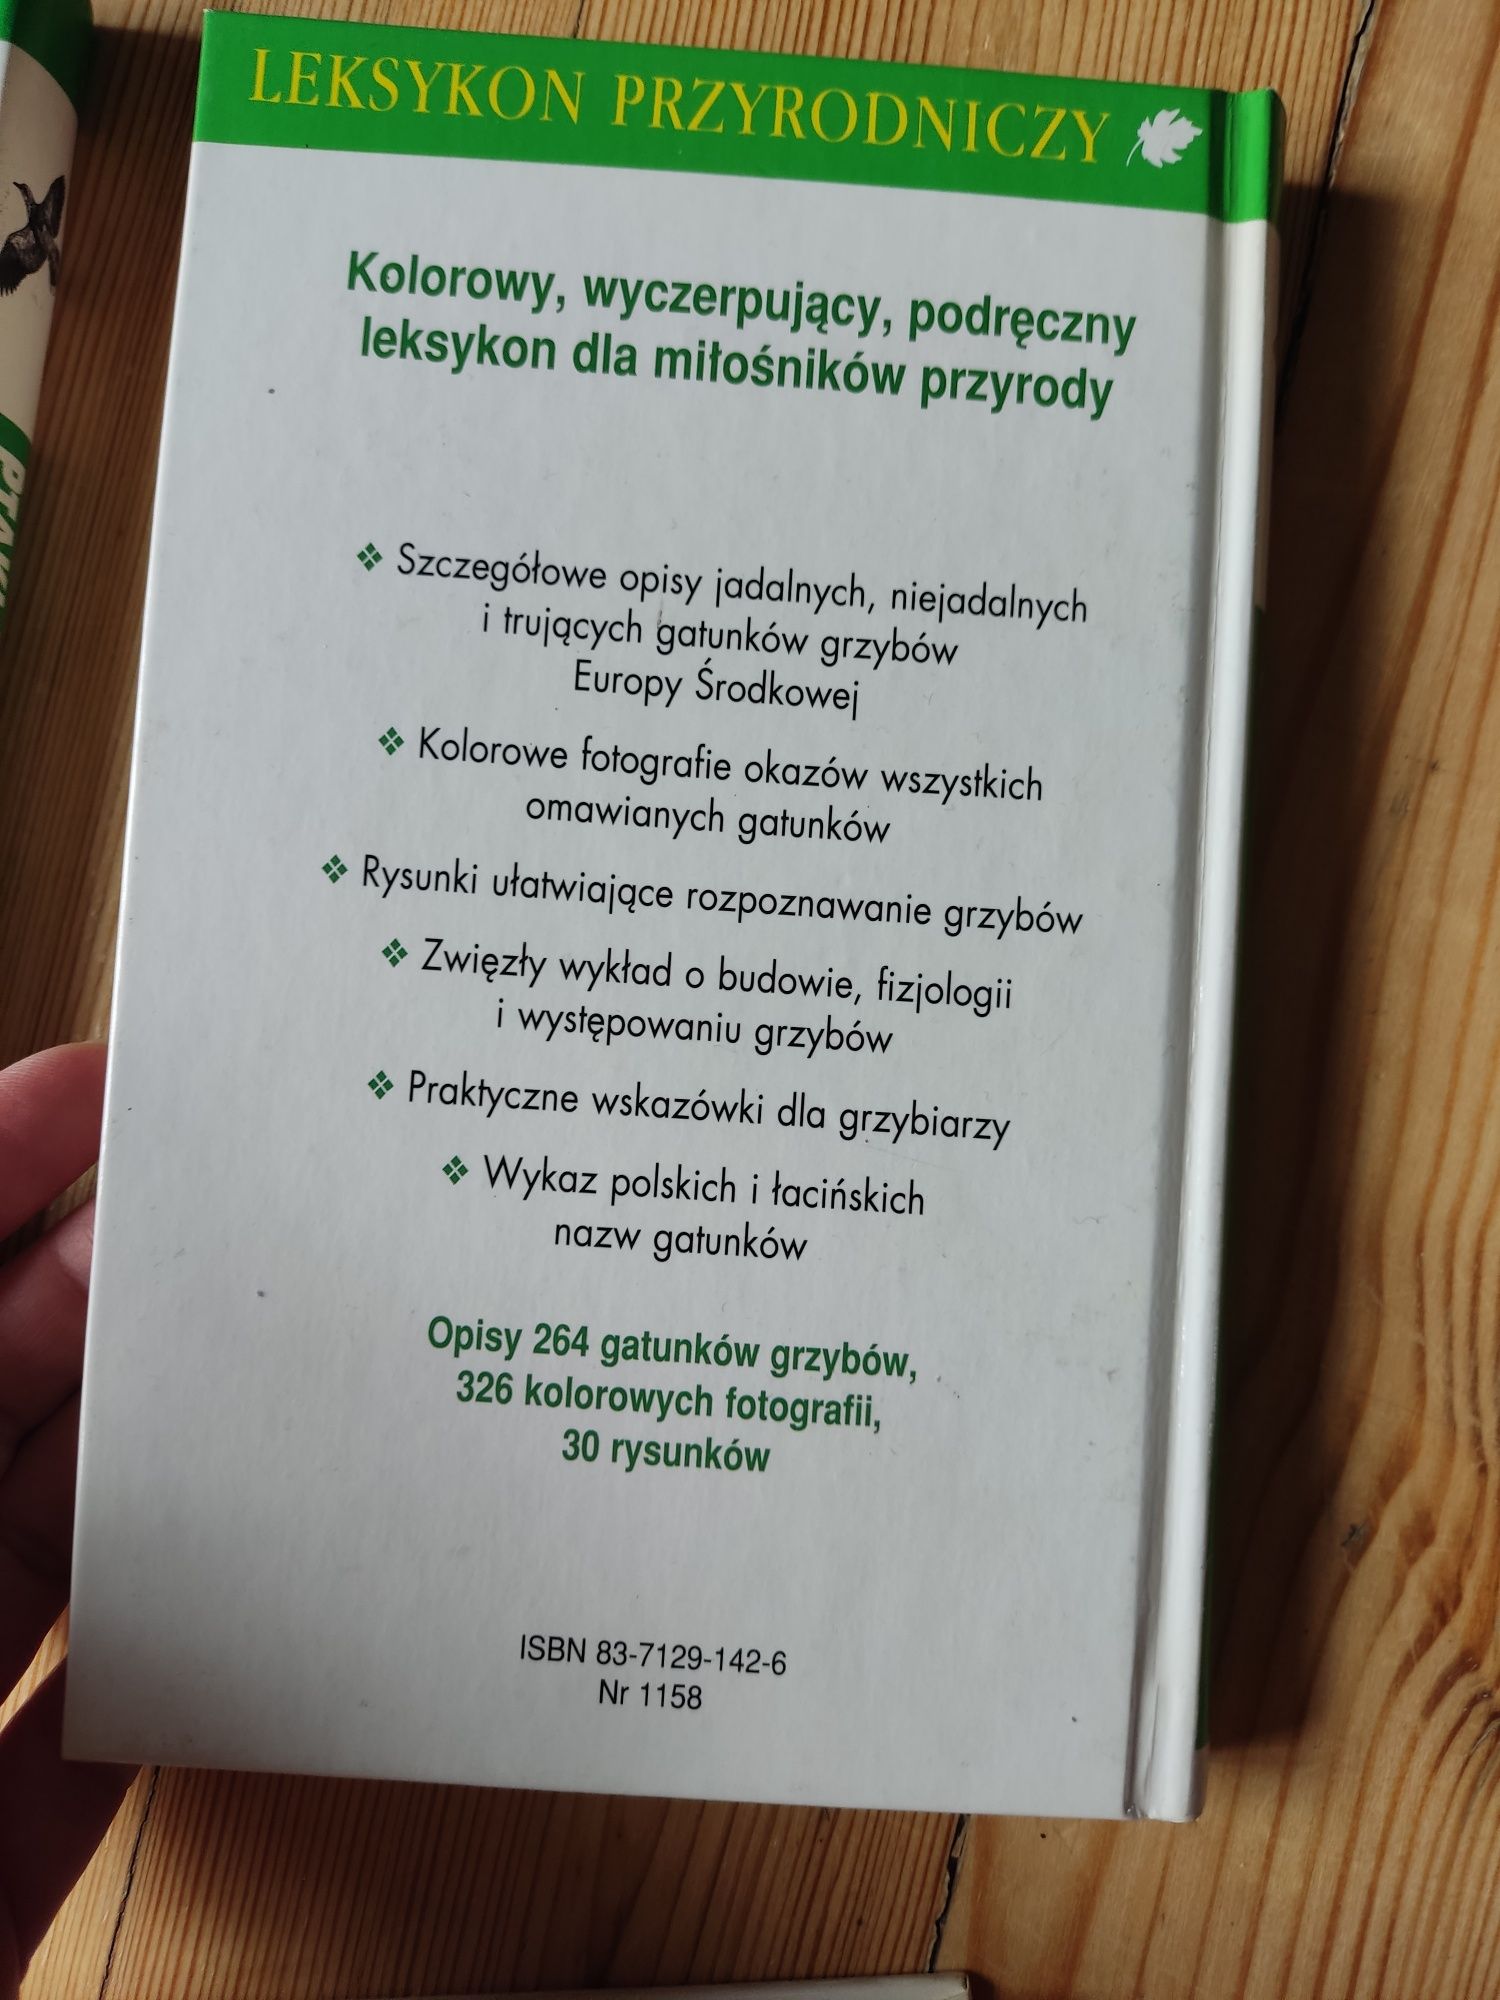 LEKSYKON PRZYRODNICZY
Kolorowy, wyczerpujący, podręczny
leksykon dla miłośników przyrody
❖ Szczegółowe opisy jadalnych, niejadalnych
i trujących gatunków grzybów
Europy Środkowej
❖ Kolorowe fotografie okazów wszystkich
omawianych gatunków
❖ Rysunki ułatwiające rozpoznawanie grzybów
❖ Zwięzły wykład o budowie, fizjologii
i występowaniu grzybów
❖ Praktyczne wskazówki dla grzybiarzy
❖ Wykaz polskich i łacińskich
nazw gatunków
Opisy 264 gatunków grzybów,
326 kolorowych fotografii,
30 rysunków
ISBN 83-7129-142-6
Nr 1158